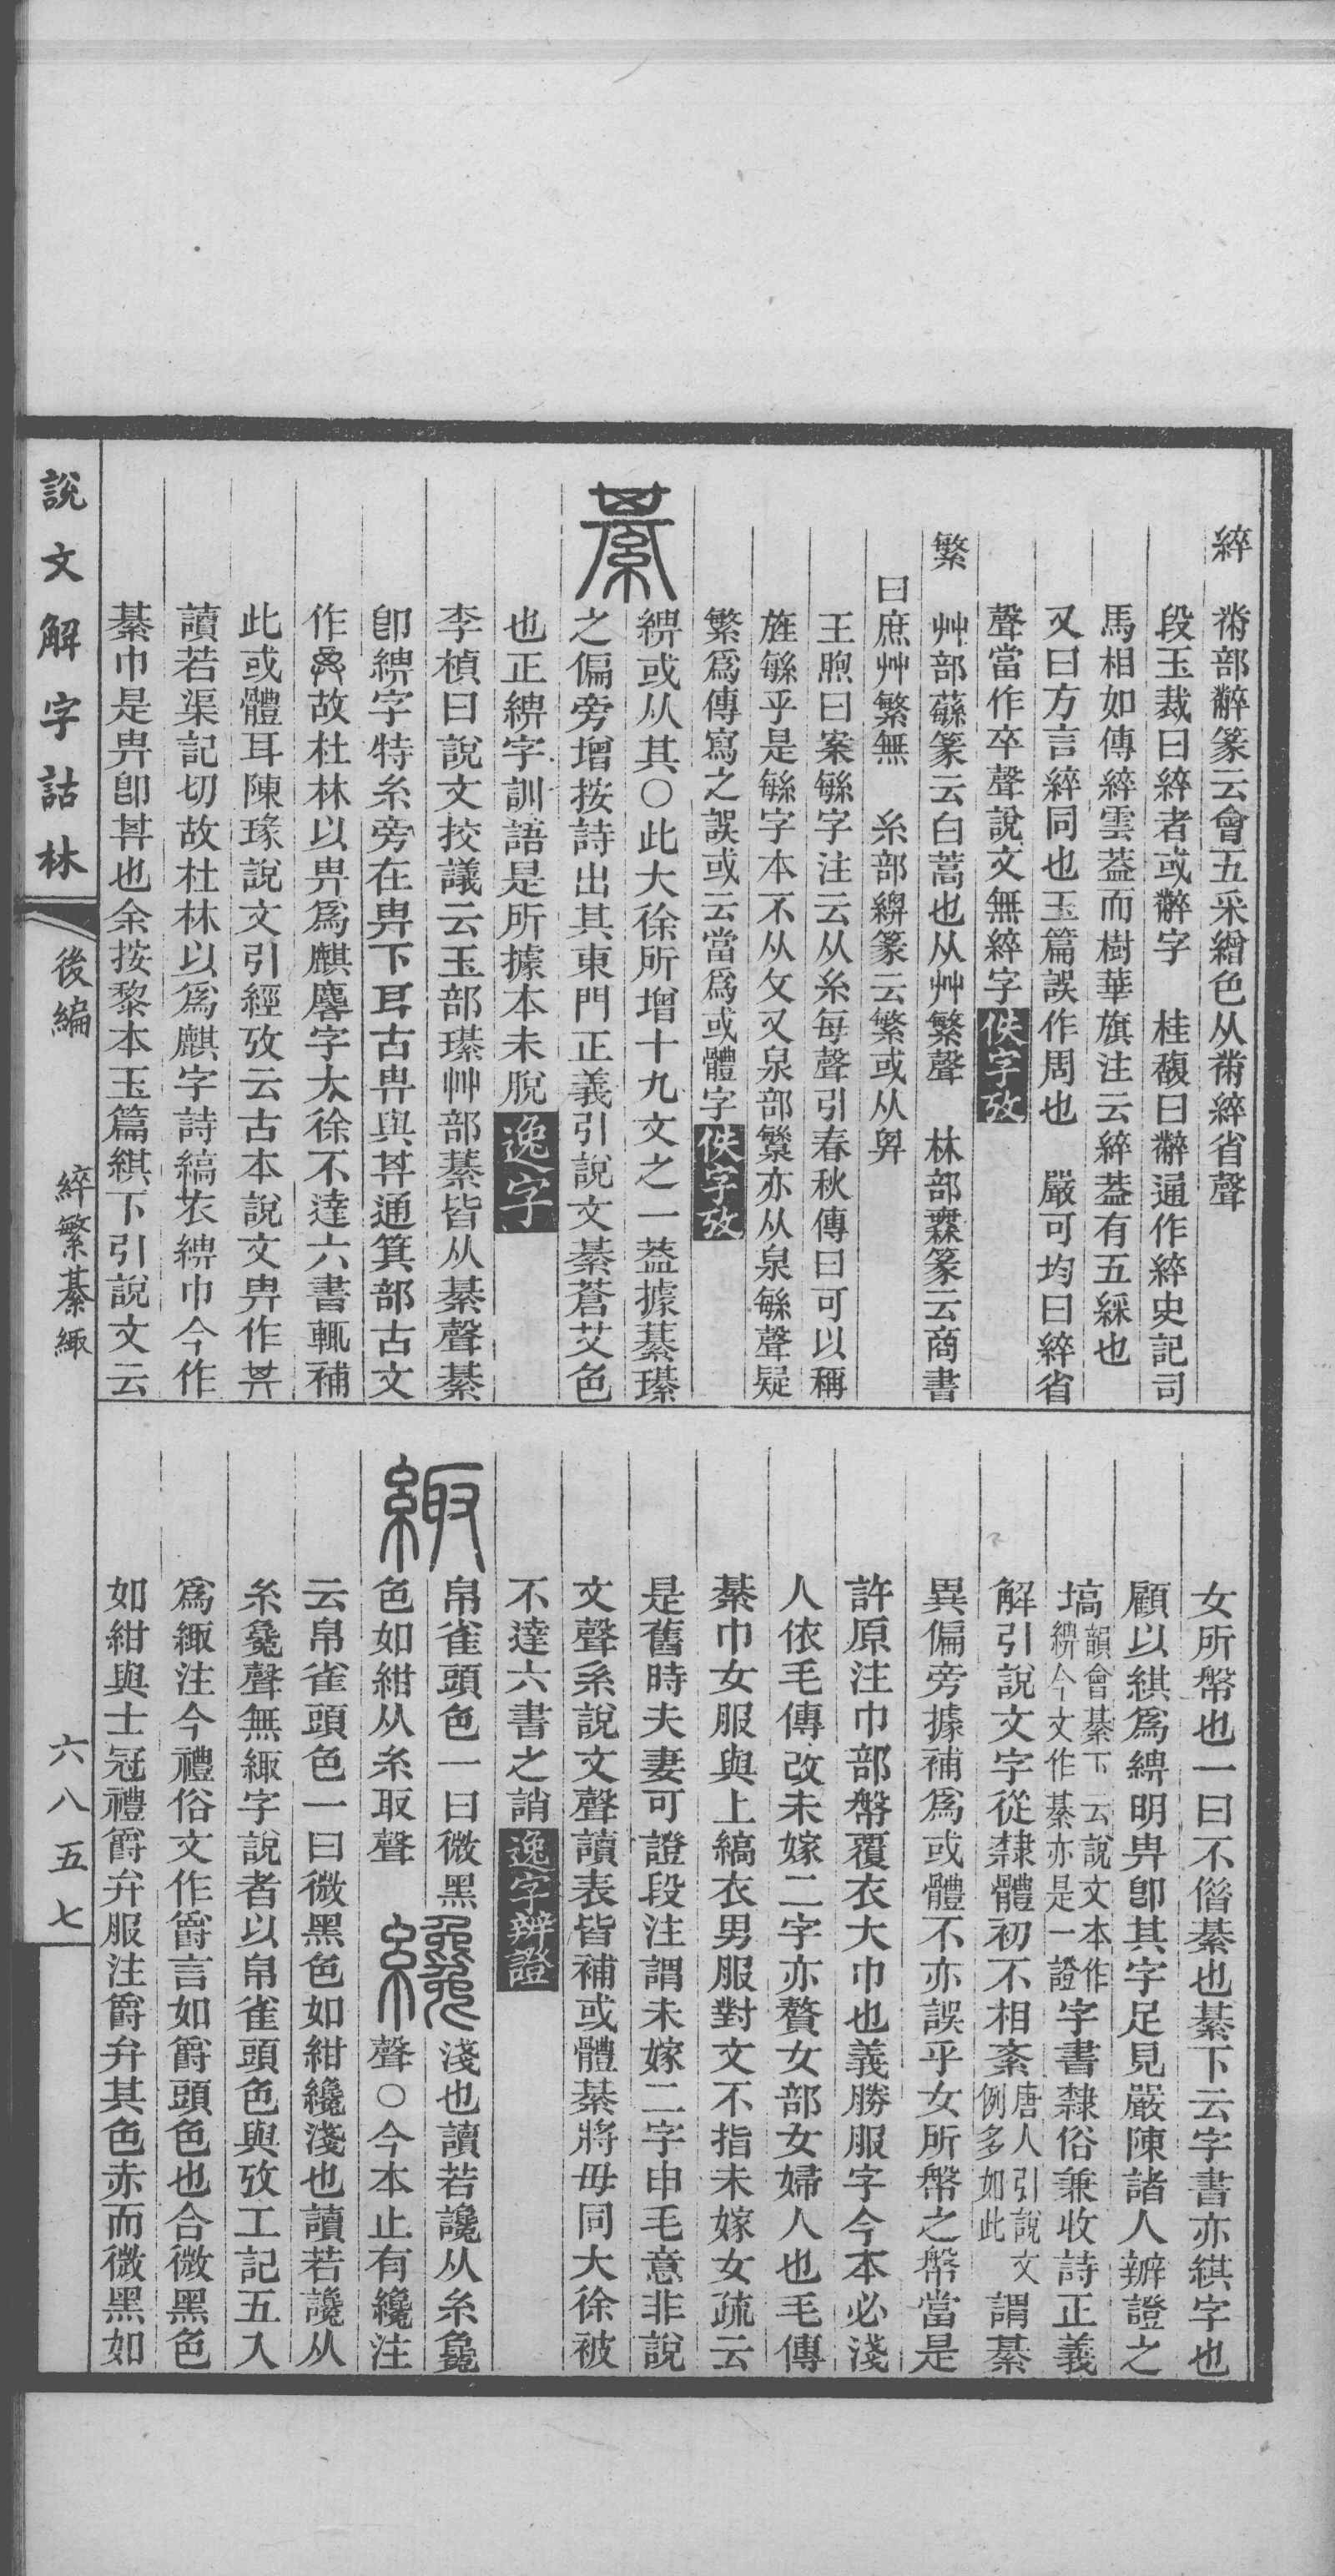 綷　黹部䊴篆云會五采繒色从黹綷省聲
段玉裁曰綷者或䊴字　桂馥曰䊴通作綷史記司
馬相如傳綷雲葢而樹華旗注云綷葢有五綵也
又曰方言綷同也玉篇誤作周也　嚴可均曰綷省
聲當作卒聲說文無綷字佚字攷
繁　艸部蘨篆云白蒿也从艸繁聲　林部橆篆云商書
曰庶艸繁無　糸部繲篆云繁或从舁
王煦曰案緐字注云从糸每聲引春秋傳曰可以稱
旌緐乎是緐字本不从攵又泉部䌓亦从泉緐聲疑
繁爲傳寫之誤或云當爲或體字佚字攷
綦
綥或从其○此大徐所增十九文之一葢據藄璂
之偏旁增按詩出其東門正義引說文綦蒼艾色
也正綥字訓語是所據本未脫逸字
李楨曰說文挍議云玉部璂艸部藄皆从綦聲綦
卽綥字特糸旁在畀下耳古畀與丌通箕部古文
作故杜林以畀爲麒麐字大徐不達六書輒補
此或體耳陳瑑說文引經攷云古本說文畀作
讀若渠記切故杜林以爲麒字詩縞衣綥巾今作
綦巾是畀卽也余按黎本玉篇綨下引說文云
女所幣也一曰不偝綦也綦下云字書亦綨字也
顧以綨爲綥明畀卽其字足見嚴陳諸人辨證之
塙韻會綦下云說文本作綥今文作綦亦是一證字書隸俗兼收詩正義
解引說文字從隸體初不相紊唐人引說文例多如此謂綦
異偏旁據補爲或體不亦誤乎女所幣之幣當是
許原注巾部幋覆衣大巾也義勝服字今本必淺
人依毛傳改未嫁二字亦贅女部女婦人也毛傳
綦巾女服與上縞衣男服對文不指未嫁女疏云
是舊時夫妻可證段注謂未嫁二字申毛意非說
文聲系說文聲讀表皆補或體綦將毋同大徐被
不達六書之誚逸字辨證
緅
帛雀頭色一曰微黑
色如紺从糸取聲
纔
淺也讀若讒从糸毚
聲○今本止有纔注
云帛雀頭色一曰微黑色如紺纔淺也讀若讒从
糸毚聲無緅字說者以帛雀頭色與攷工記五入
爲緅注今禮俗文作爵言如爵頭色也合微黑色
如紺與士冠禮爵弁服注爵弁其色赤而微黑如
說文解字詁林　後編　綷繁綦緅　六八五七